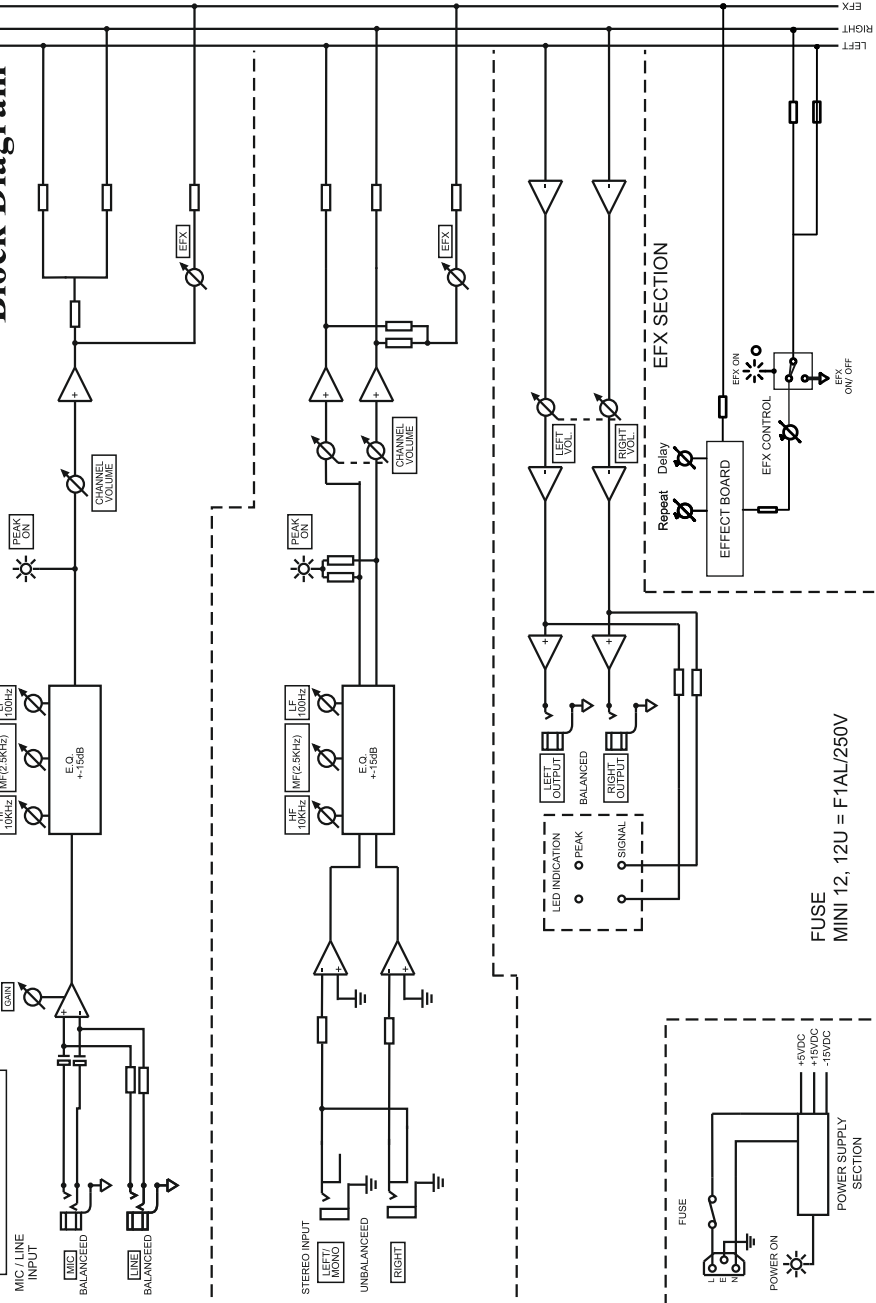 Block Diagram
EFX
RIGHT
LEFT
MIC / LINE
INPUT
MIC
BALANCEED
LINE
BALANCEED
GAIN
HF
10KHz
MF(2.5KHz)
LF
100Hz
E.Q.
+-15dB
PEAK
ON
CHANNEL
VOLUME
EFX
STEREO INPUT
LEFT/
MONO
UNBALANCEED
RIGHT
HF
10KHz
MF(2.5KHz)
LF
100Hz
E.Q.
+-15dB
PEAK
ON
CHANNEL
VOLUME
EFX
LEFT
VOL.
RIGHT
VOL.
LEFT
OUTPUT
BALANCED
RIGHT
OUTPUT
LED INDICATION
PEAK
SIGNAL
EFX SECTION
Repeat
Delay
EFFECT BOARD
EFX CONTROL
EFX ON
EFX
ON/ OFF
FUSE
MINI 12, 12U = F1AL/250V
FUSE
L
E
N
POWER ON
POWER SUPPLY
SECTION
+5VDC
+15VDC
-15VDC